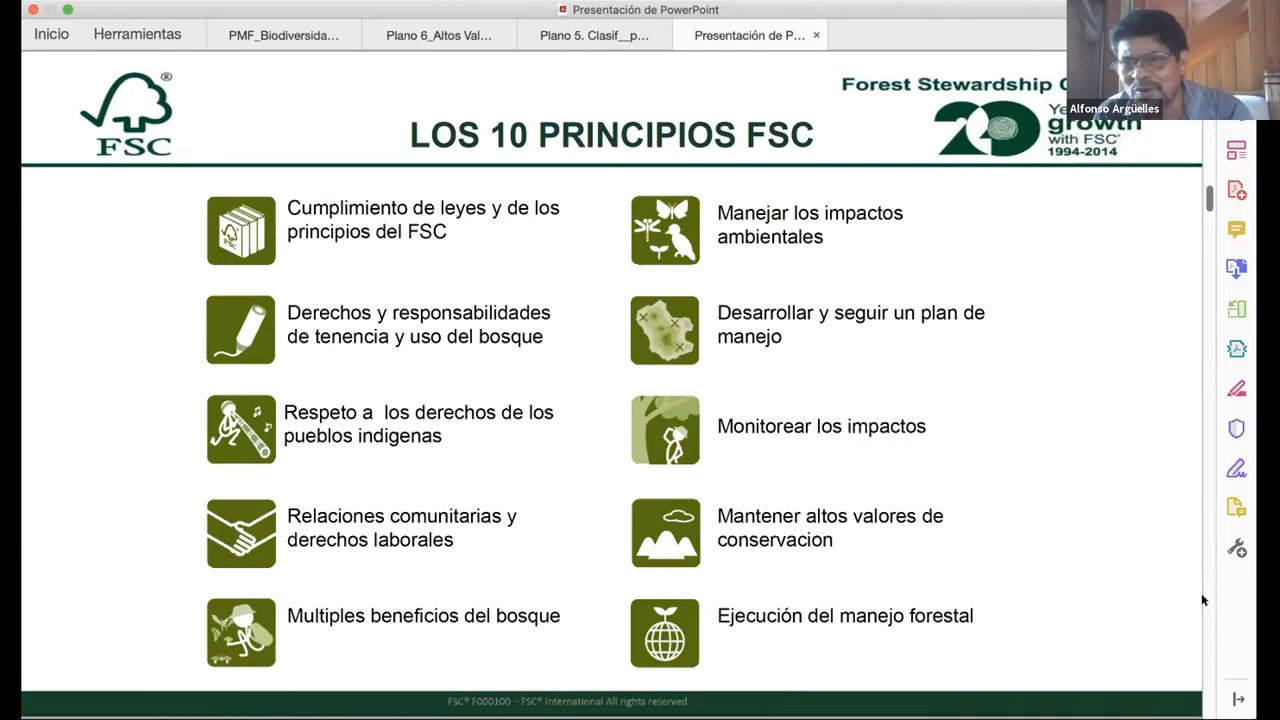 Presentación de PowerPoint
Inicio
Herramientas
PMF_Biodiversida...
Plano 6_Altos Val...
Plano 5. Clasif__p...
Presentación de P...
Alfonso Argüelles
FSC
LOS 10 PRINCIPIOS FSC
Forest Stewardship
20
growth
with FSC®
1994-2014
Cumplimiento de leyes y de los
principios del FSC
Derechos y responsabilidades
de tenencia y uso del bosque
Respeto a  los derechos de los
pueblos indigenas
Relaciones comunitarias y
derechos laborales
Multiples beneficios del bosque
Manejar los impactos
ambientales
Desarrollar y seguir un plan de
manejo
Monitorear los impactos
Mantener altos valores de
conservacion
Ejecución del manejo forestal
FSC® F000100 - FSC® International All rights reserved